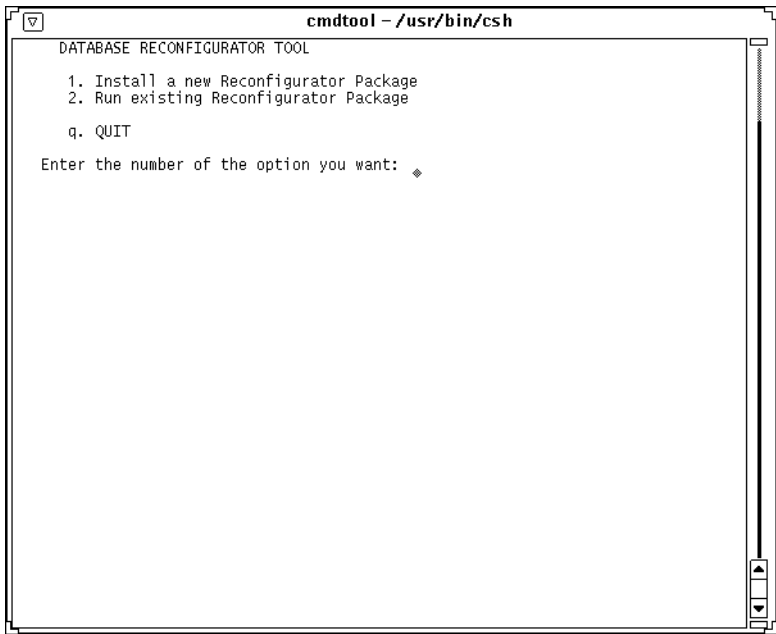 cmdtool – /usr/bin/csh
DATABASE RECONFIGURATOR TOOL
1. Install a new Reconfigurator Package
2. Run existing Reconfigurator Package
q. QUIT
Enter the number of the option you want: